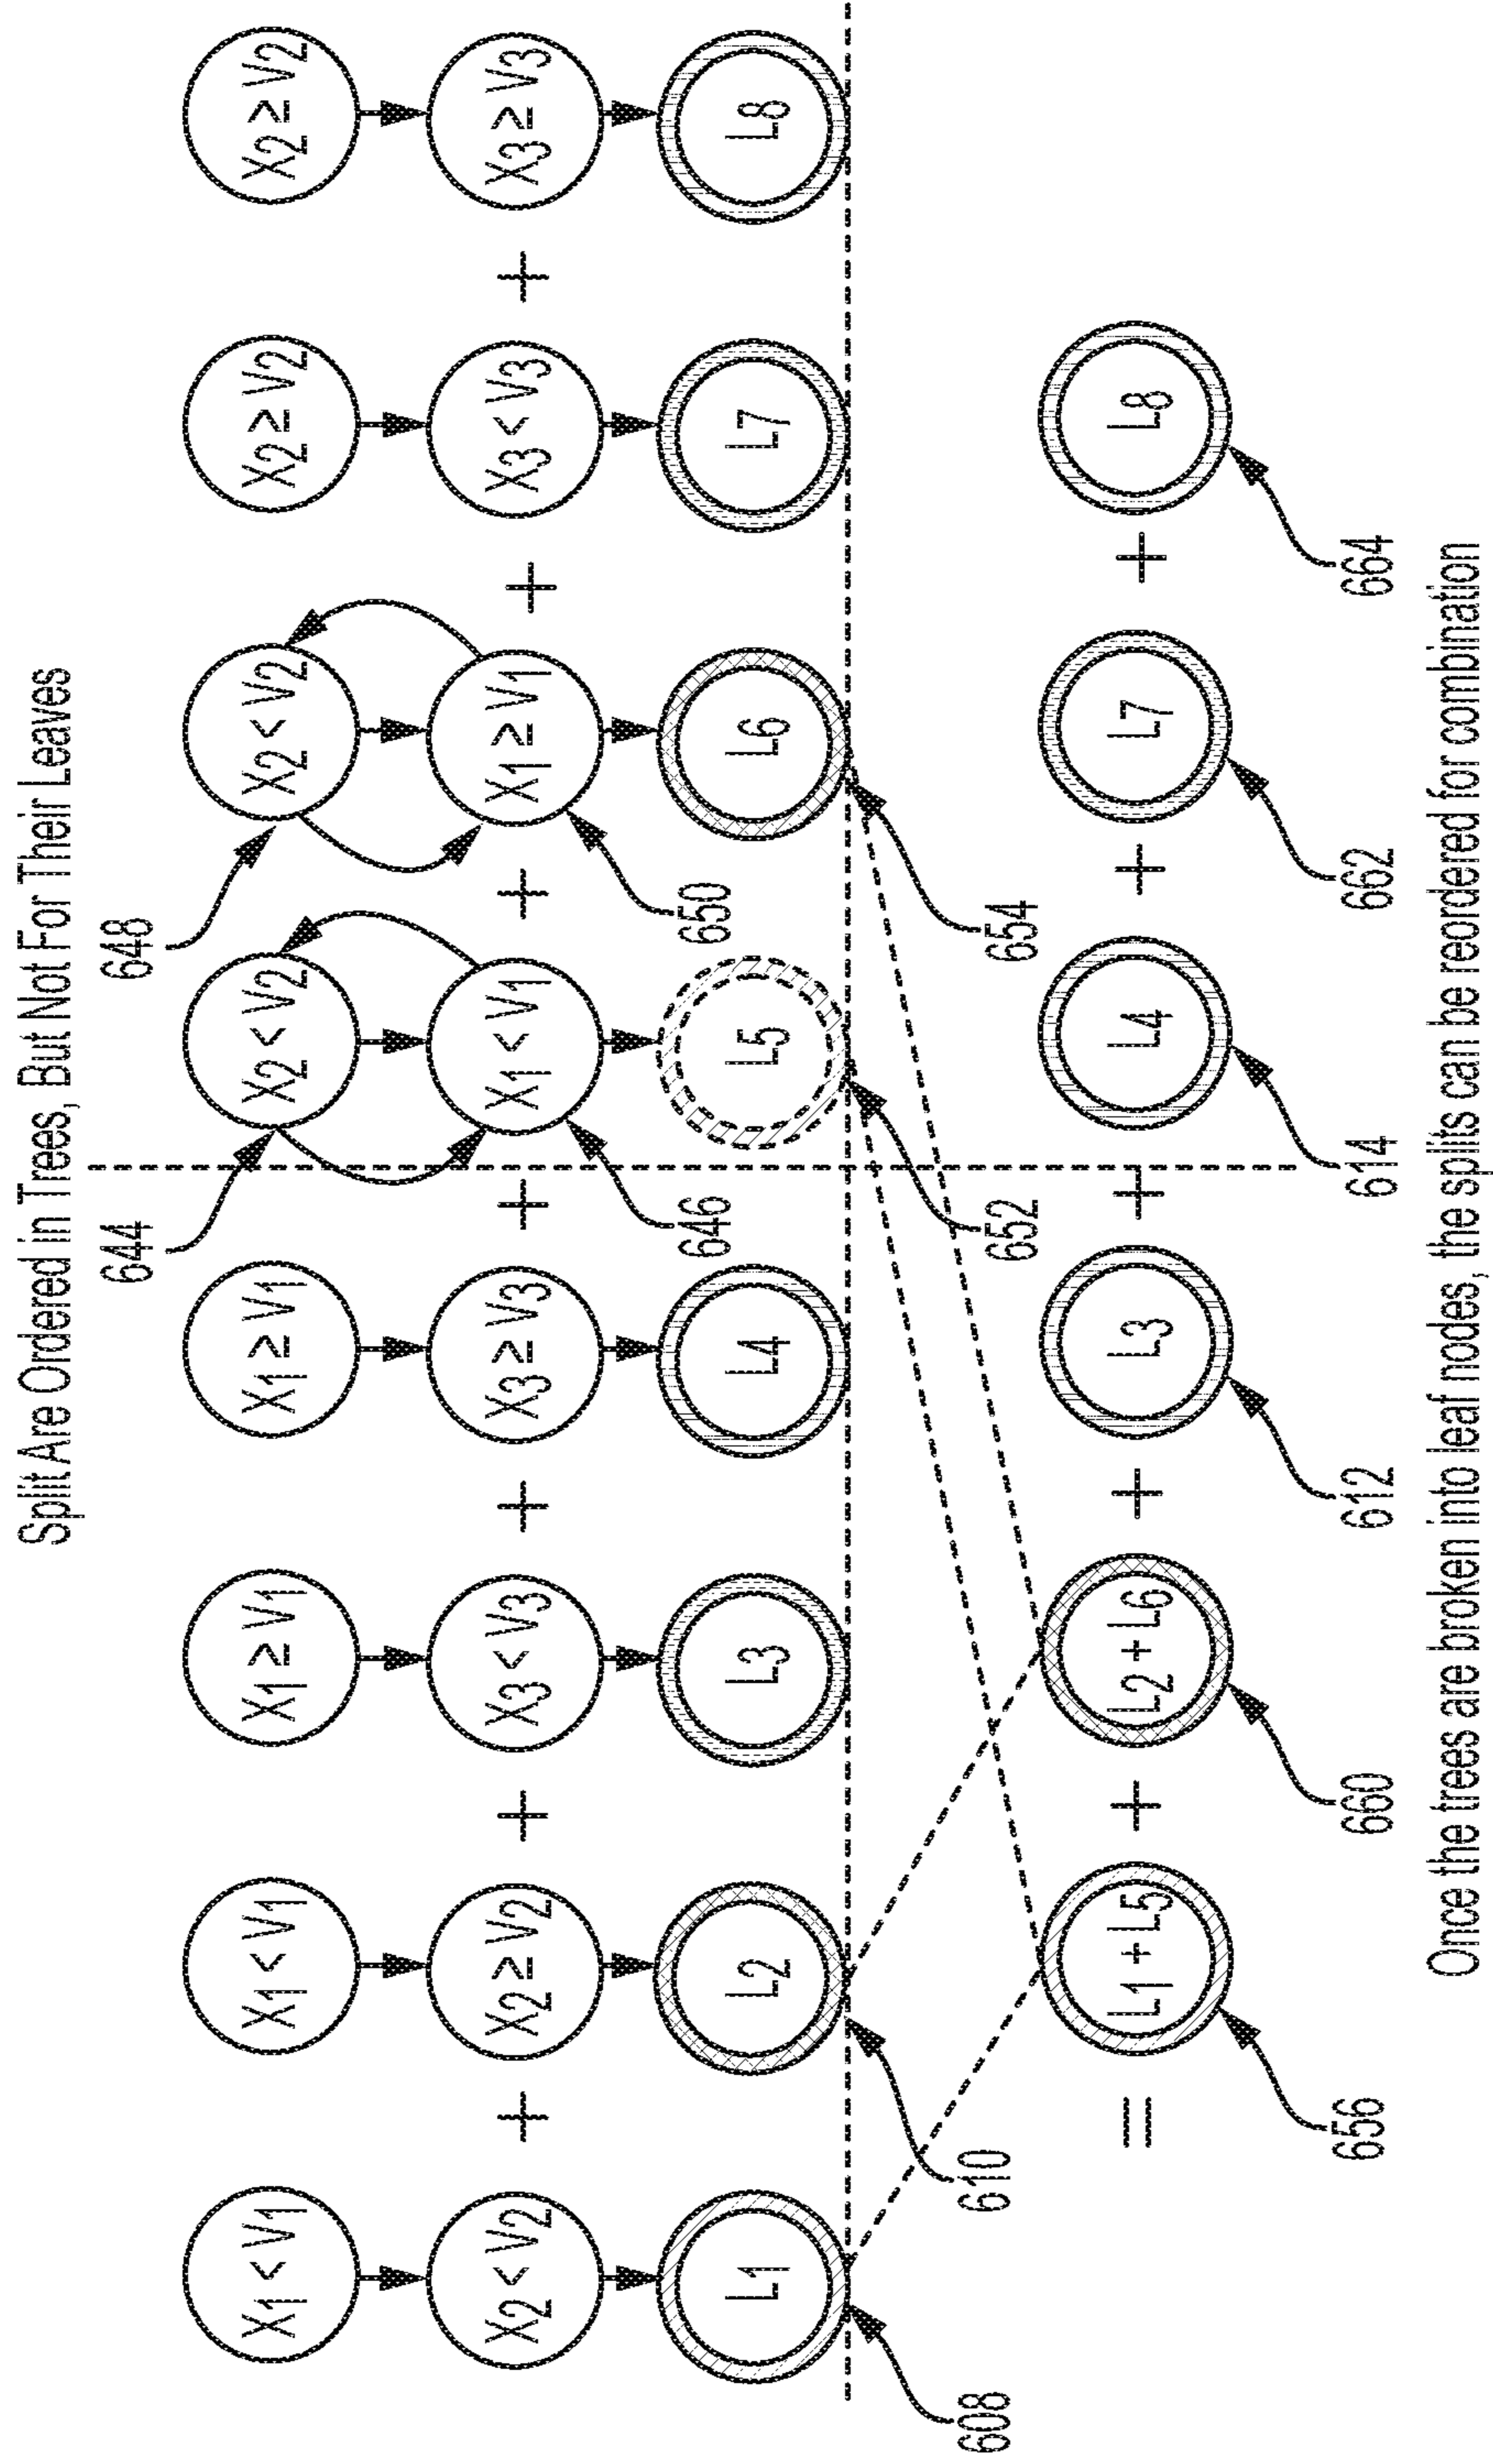 Split Are Ordered in Trees, But Not For Their Leaves
644
648
X1 < V1
X1 < V1
X1 ≥ V1
X1 ≥ V1
X2 < V2
X2 < V2
X2 ≥ V2
X2 ≥ V2
X2 < V2 + X2 ≥ V2 + X3 < V3 + X3 ≥ V3 + X1 < V1 + X1 ≥ V1 + X3 < V3 + X3 ≥ V3
646
650
L1
L2
L3
L4
L5
L6
L7
L8
608
610
652
654
= L1 + L5 + L2 + L6 + L3 + L4 + L7 + L8
656
660
612
614
662
664
Once the trees are broken into leaf nodes, the splits can be reordered for combination